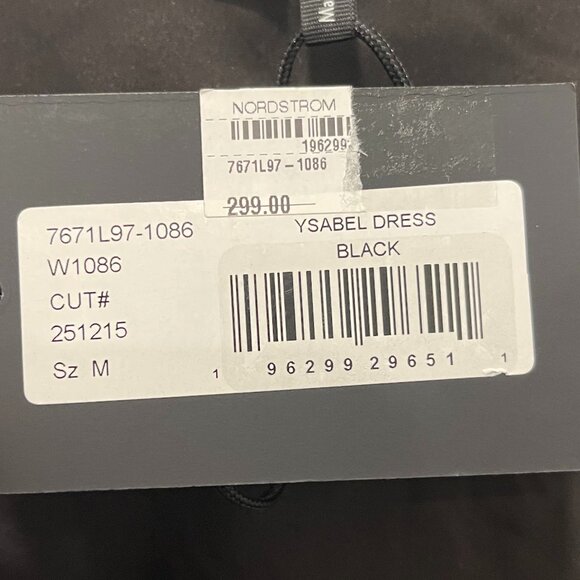 Ma
NORDSTROM
196299
7671L97-1086
299.00
7671L97-1086
W1086
CUT#
251215
Sz M
YSABEL DRESS
BLACK
1 96299 29651 1